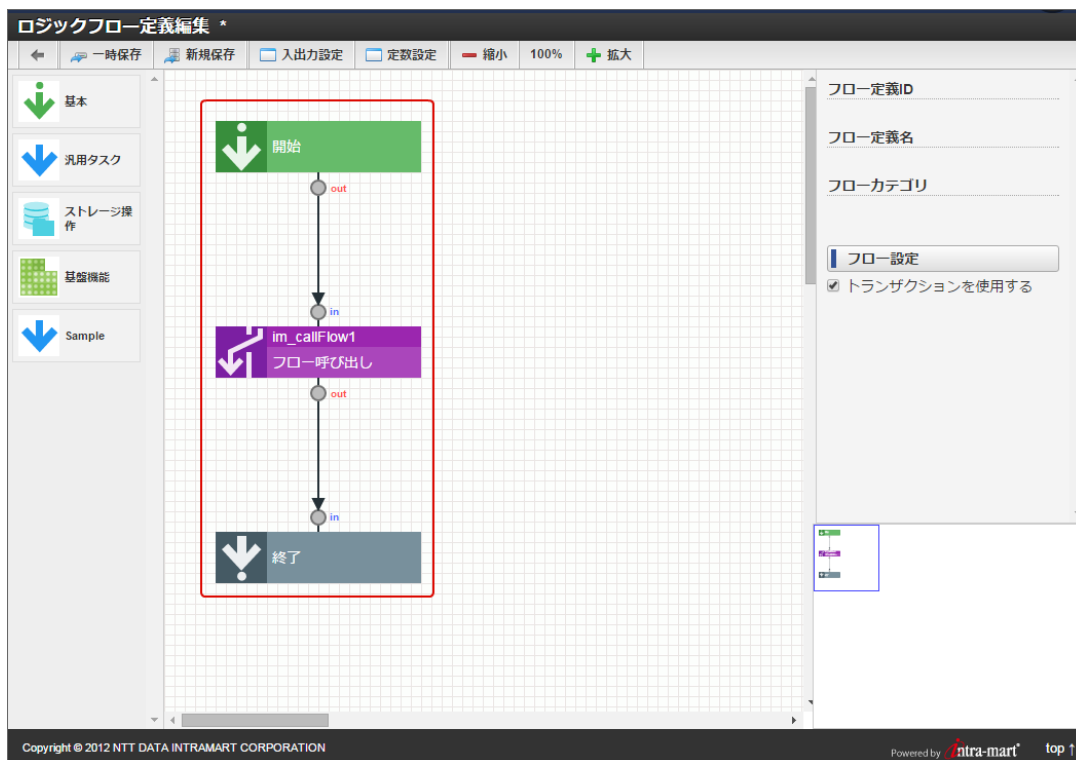 ロジックフロー定義編集 *
一時保存 新規保存 入出力設定 定数設定 縮小 100% 拡大
基本
汎用タスク
ストレージ操
作
基盤機能
Sample
開始
out
in
im_callFlow1
フロー呼び出し
out
in
終了
フロー定義ID
フロー定義名
フローカテゴリ
フロー設定
トランザクションを使用する
Copyright © 2012 NTT DATA INTRAMART CORPORATION
Powered by intra-mart
top ↑